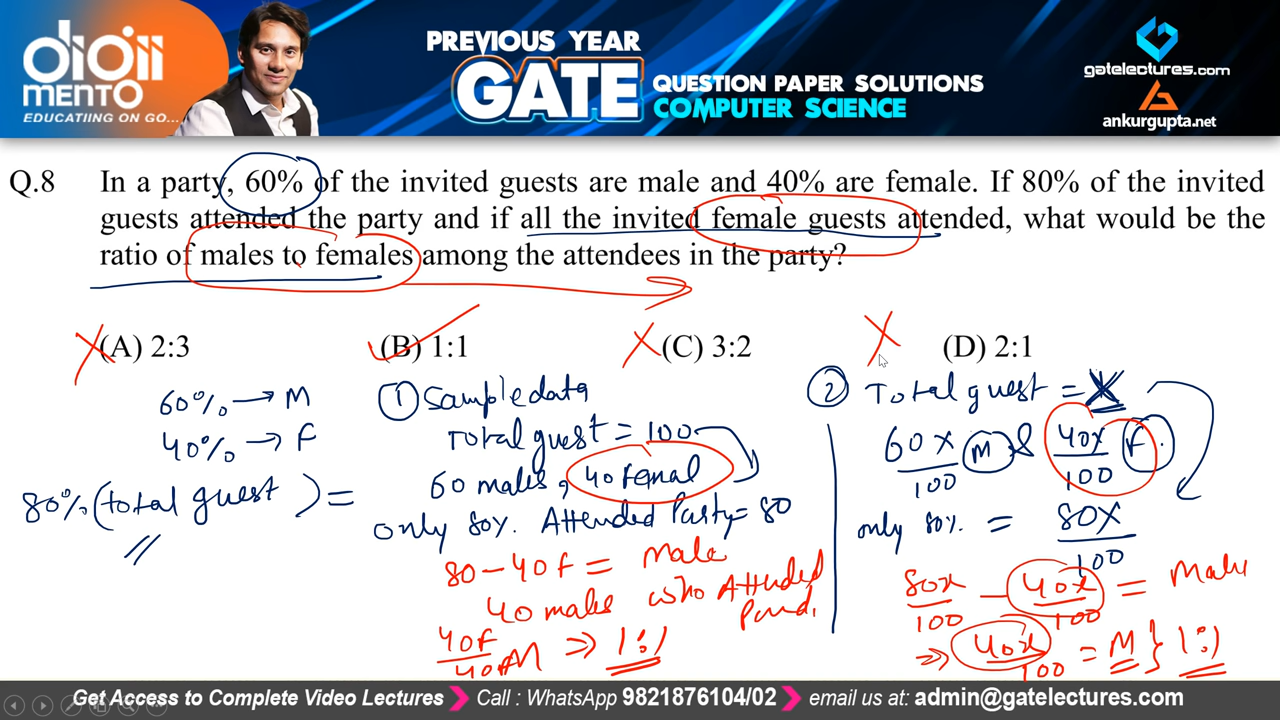 digii
MENTO
EDUCATIING ON GO...
PREVIOUS YEAR
GATE
QUESTION PAPER SOLUTIONS
COMPUTER SCIENCE
gatelectures.com
ankurgupta.net
Q.8 In a party, 60% of the invited guests are male and 40% are female. If 80% of the invited
guests attended the party and if all the invited female guests attended, what would be the
ratio of males to females among the attendees in the party?
(A) 2:3 (B) 1:1 (C) 3:2 (D) 2:1
60% → M
40% → F
80% (total guest ) =
① Sample data
Total guest = 100
60 males, 40 femal
only 80%. Attended Party = 80
80 - 40F = Male
40 males who Attended
40F/40M ⇒ 1:1
② Total guest = X
60X/100 M & 40X/100 F.
only 80% = 80X/100
80x/100 - 40x/100 = Male
⇒ 40x/100 = M } 1:1
Get Access to Complete Video Lectures Call : WhatsApp 9821876104/02 email us at: admin@gatelectures.com